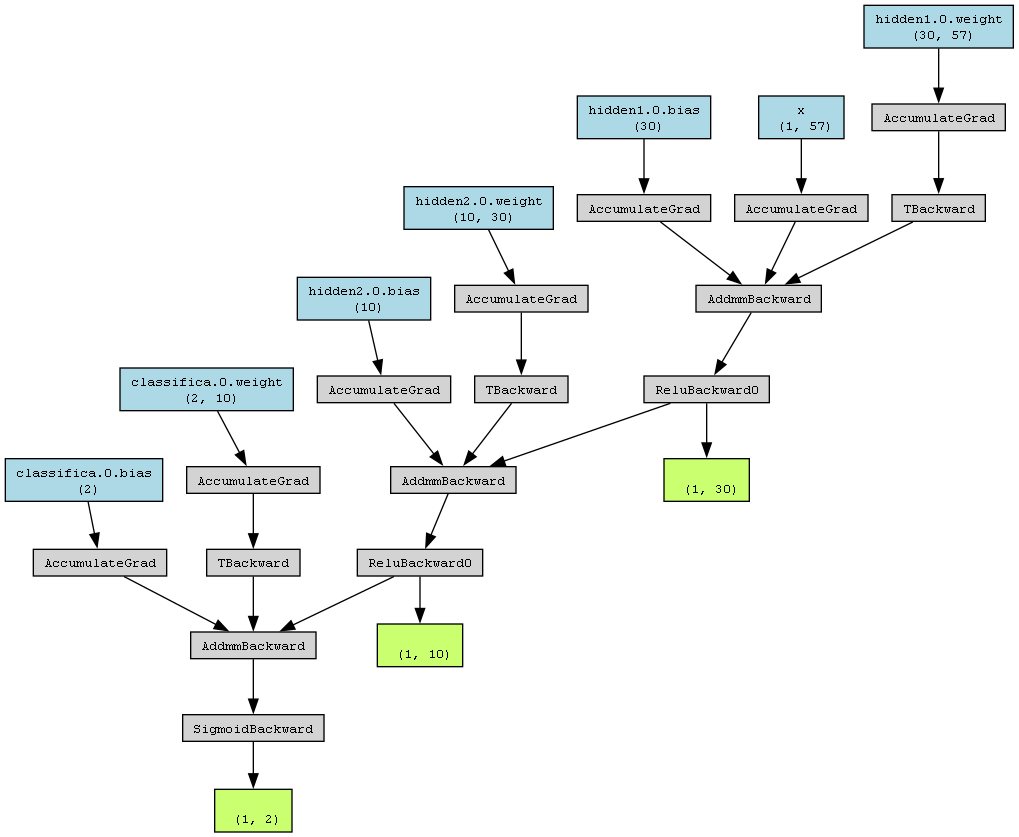 hidden1.0.weight
(30, 57)
hidden1.0.bias
(30)
x
(1, 57)
AccumulateGrad
hidden2.0.weight
(10, 30)
AccumulateGrad
AccumulateGrad
TBackward
hidden2.0.bias
(10)
AccumulateGrad
AddmmBackward
classifica.0.weight
(2, 10)
AccumulateGrad
TBackward
ReluBackward0
classifica.0.bias
(2)
AccumulateGrad
AddmmBackward
(1, 30)
AccumulateGrad
TBackward
ReluBackward0
AddmmBackward
(1, 10)
SigmoidBackward
(1, 2)